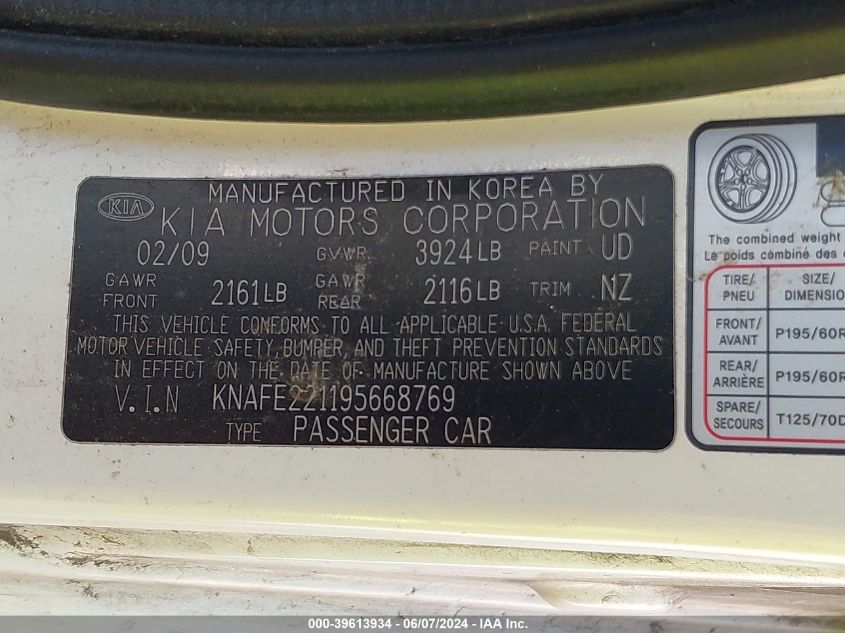 MANUFACTURED IN KOREA BY
KIA KIA MOTORS CORPORATION
02/09 GVWR 3924LB PAINT UD
GAWR FRONT 2161LB GAWR REAR 2116LB TRIM NZ
THIS VEHICLE CONFORMS TO ALL APPLICABLE U.S.A. FEDERAL
MOTOR VEHICLE SAFETY, BUMPER, AND THEFT PREVENTION STANDARDS
IN EFFECT ON THE DATE OF MANUFACTURE SHOWN ABOVE
V.I.N KNAFE221195668769
TYPE PASSENGER CAR
The combined weight
Le poids combiné des
TIRE/ PNEU SIZE/ DIMENSIO
FRONT/ AVANT P195/60R
REAR/ ARRIÈRE P195/60R
SPARE/ SECOURS T125/70D
000-39613934 - 06/07/2024 - IAA Inc.